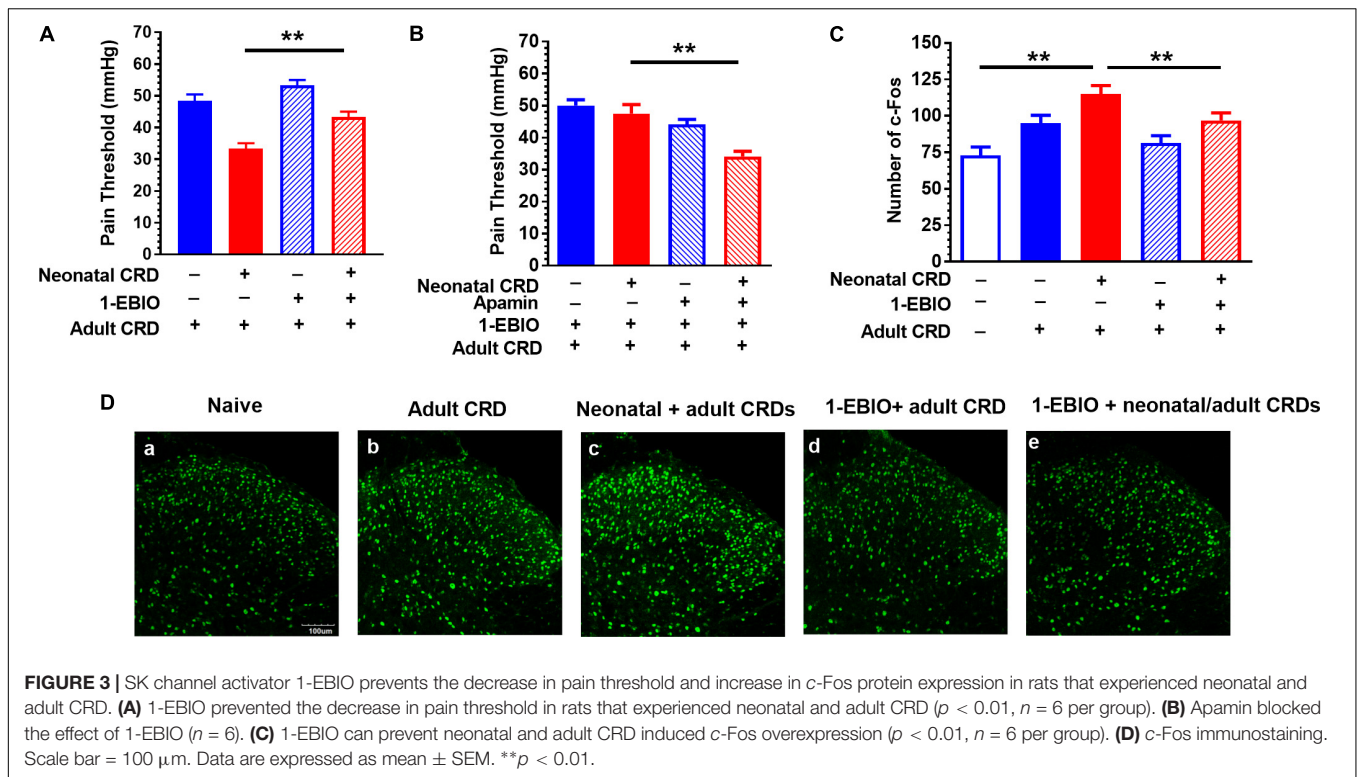 A
**
Pain Threshold (mmHg)
70
60
50
40
30
20
10
0
Neonatal CRD – + – +
1-EBIO – – + +
Adult CRD + + + +
B
**
Pain Threshold (mmHg)
70
60
50
40
30
20
10
0
Neonatal CRD – + – +
Apamin – – + +
1-EBIO + + + +
Adult CRD + + + +
C
** **
Number of c-Fos
150
125
100
75
50
25
0
Neonatal CRD – – + – +
1-EBIO – – – + +
Adult CRD – + + + +
D
Naive
Adult CRD
Neonatal + adult CRDs
1-EBIO+ adult CRD
1-EBIO + neonatal/adult CRDs
a
b
c
d
e
100um
FIGURE 3 | SK channel activator 1-EBIO prevents the decrease in pain threshold and increase in c-Fos protein expression in rats that experienced neonatal and
adult CRD. (A) 1-EBIO prevented the decrease in pain threshold in rats that experienced neonatal and adult CRD (p < 0.01, n = 6 per group). (B) Apamin blocked
the effect of 1-EBIO (n = 6). (C) 1-EBIO can prevent neonatal and adult CRD induced c-Fos overexpression (p < 0.01, n = 6 per group). (D) c-Fos immunostaining.
Scale bar = 100 μm. Data are expressed as mean ± SEM. **p < 0.01.